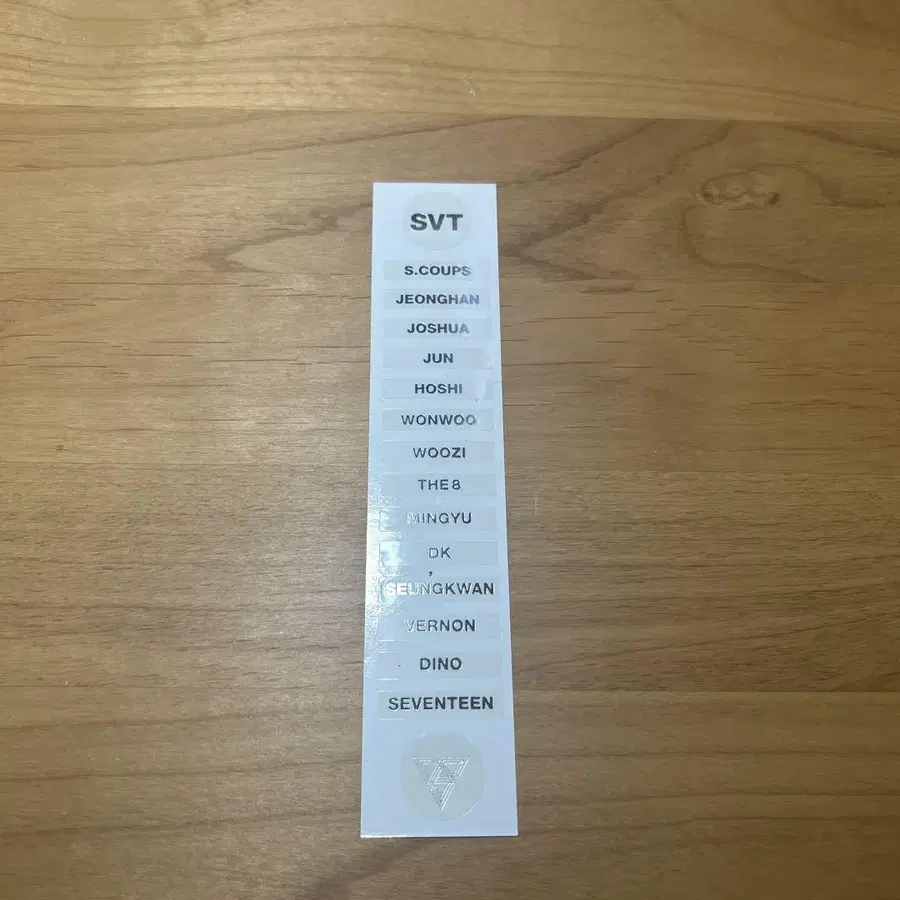 SVT
S.COUPS
JEONGHAN
JOSHUA
JUN
HOSHI
WONWOO
WOOZI
THE 8
MINGYU
DK
SEUNGKWAN
VERNON
DINO
SEVENTEEN